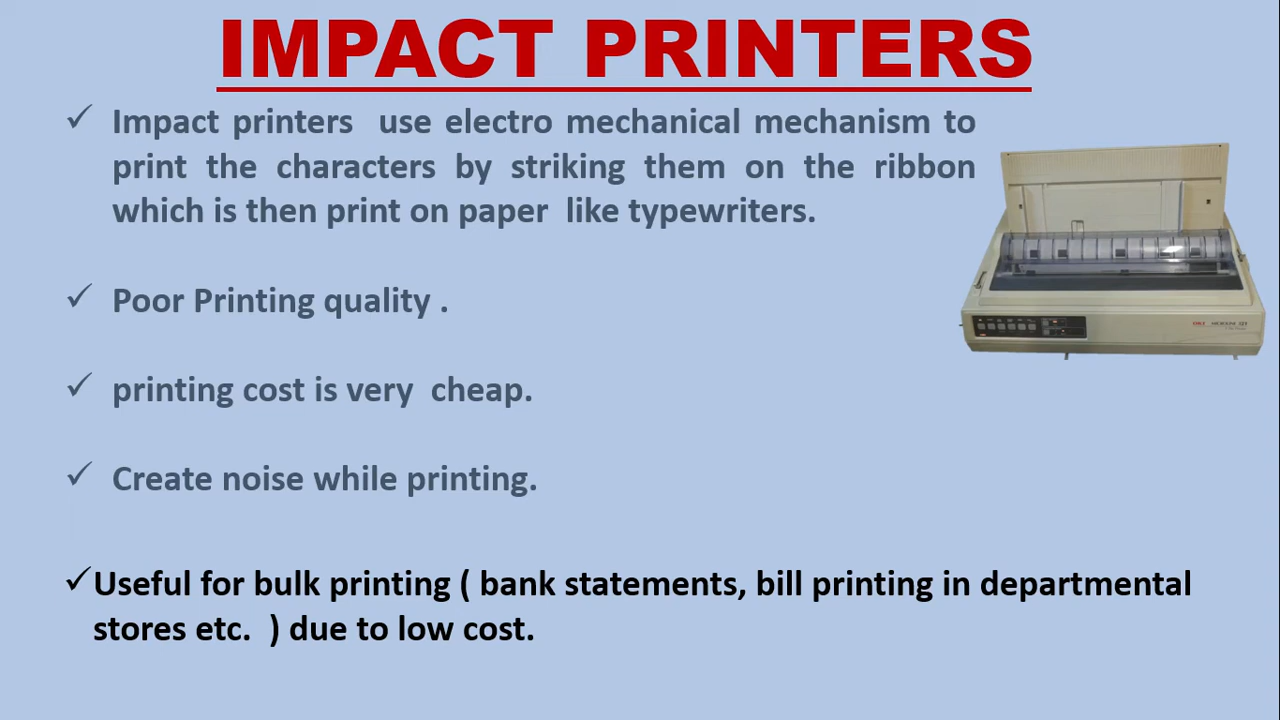 IMPACT PRINTERS
✓ Impact printers use electro mechanical mechanism to
print the characters by striking them on the ribbon
which is then print on paper like typewriters.
✓ Poor Printing quality .
✓ printing cost is very cheap.
✓ Create noise while printing.
✓Useful for bulk printing ( bank statements, bill printing in departmental
stores etc. ) due to low cost.